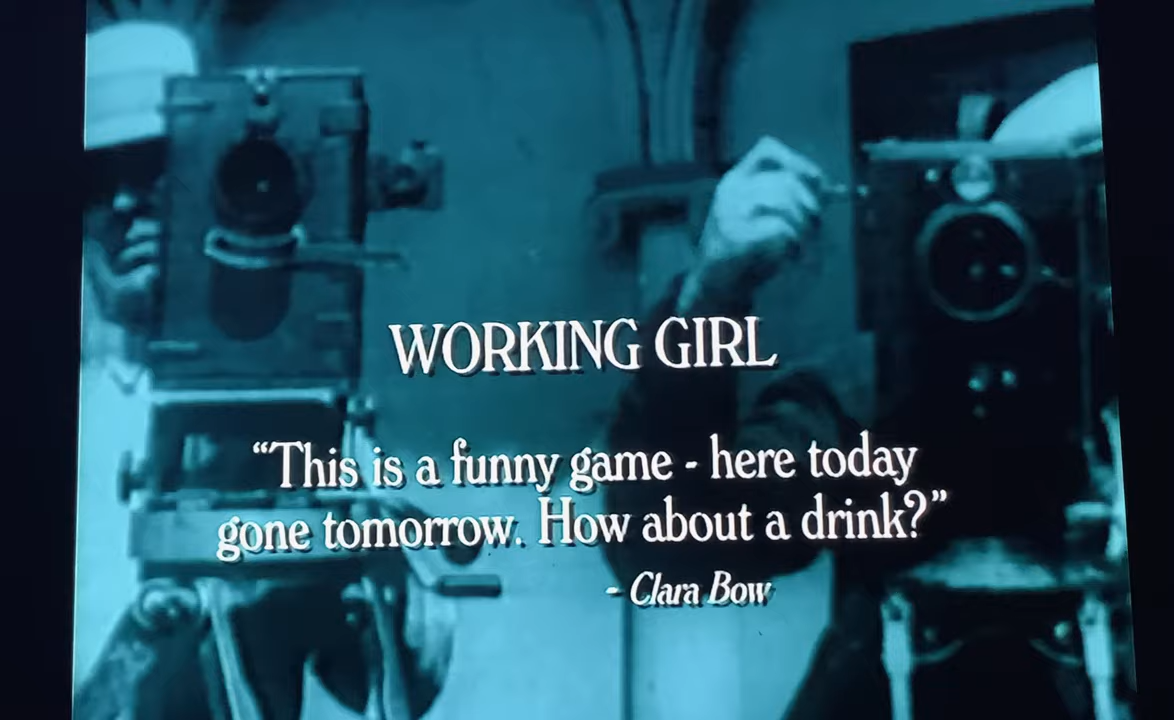 WORKING GIRL
“This is a funny game - here today
gone tomorrow. How about a drink?”
- Clara Bow